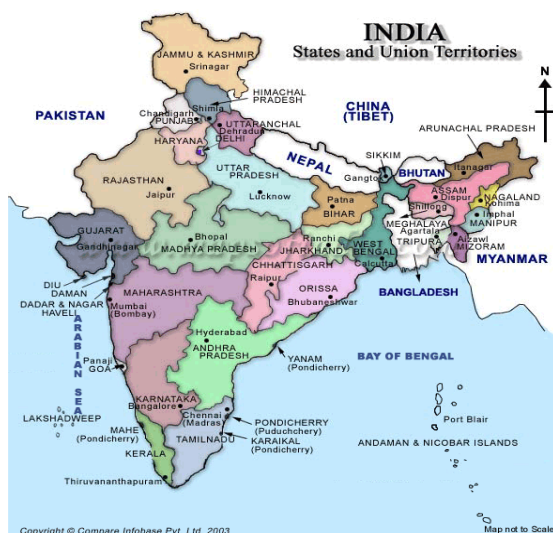 INDIA
States and Union Territories
N
JAMMU & KASHMIR
Srinagar
HIMACHAL
PRADESH
PAKISTAN
CHINA
(TIBET)
Chandigarh
Shimla
PUNJAB
UTTARANCHAL
Dehradun
HARYANA
DELHI
ARUNACHAL PRADESH
NEPAL
SIKKIM
Gangtok
BHUTAN
Itanagar
RAJASTHAN
Jaipur
UTTAR
PRADESH
Lucknow
ASSAM
Dispur
NAGALAND
Kohima
Patna
BIHAR
Shillong
MEGHALAYA
Imphal
MANIPUR
Agartala
TRIPURA
Aizawl
MIZORAM
GUJARAT
Gandhinagar
Bhopal
MADHYA PRADESH
Ranchi
JHARKHAND
WEST
BENGAL
Calcutta
MYANMAR
CHHATTISGARH
Raipur
BANGLADESH
DIU
DAMAN
DADAR & NAGAR
HAVELI
MAHARASHTRA
Mumbai
(Bombay)
ORISSA
Bhubaneshwar
ARABIAN SEA
Hyderabad
ANDHRA
PRADESH
YANAM
(Pondicherry)
BAY OF BENGAL
Panaji
GOA
KARNATAKA
Bangalore
Chennai
(Madras)
PONDICHERRY
(Puduchchery)
Port Blair
LAKSHADWEEP
MAHE
(Pondicherry)
TAMILNADU
KARAIKAL
(Pondicherry)
ANDAMAN & NICOBAR ISLANDS
KERALA
Thiruvananthapuram
Copyright © Compare Infobase Pvt. Ltd. 2003
Map not to Scale